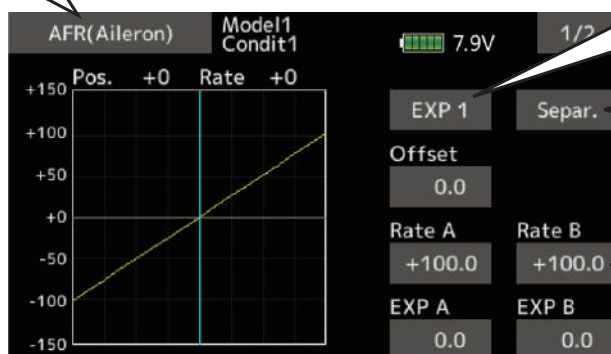 AFR(Aileron)
Model1
Condit1
7.9V
1/2
Pos. +0 Rate +0
+150
+100
+50
+0
-50
-100
-150
EXP 1
Separ.
Offset
0.0
Rate A
Rate B
+100.0
+100.0
EXP A
EXP B
0.0
0.0